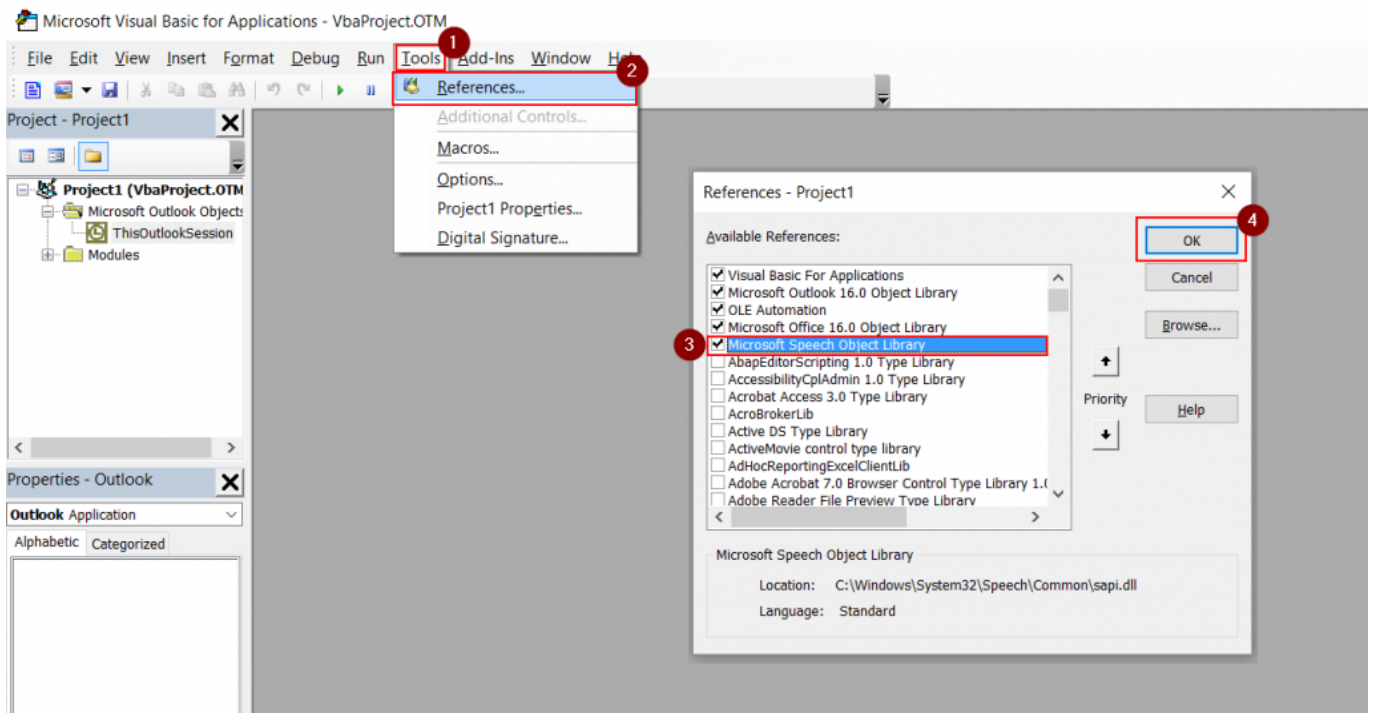 Microsoft Visual Basic for Applications - VbaProject.OTM
1
File Edit View Insert Format Debug Run Tools Add-Ins Window
2
References...
Additional Controls...
Macros...
Options...
Project1 Properties...
Digital Signature...
Project - Project1
Project1 (VbaProject.OTM
Microsoft Outlook Objects
ThisOutlookSession
Modules
Properties - Outlook
Outlook Application
Alphabetic Categorized
References - Project1
4
Available References:
OK
Cancel
Browse...
Priority
Help
Visual Basic For Applications
Microsoft Outlook 16.0 Object Library
OLE Automation
Microsoft Office 16.0 Object Library
3
Microsoft Speech Object Library
AbapEditorScripting 1.0 Type Library
AccessibilityCplAdmin 1.0 Type Library
Acrobat Access 3.0 Type Library
AcroBrokerLib
Active DS Type Library
ActiveMovie control type library
AdHocReportingExcelClientLib
Adobe Acrobat 7.0 Browser Control Type Library 1.(
Adobe Reader File Preview Type Library
Microsoft Speech Object Library
Location: C:\Windows\System32\Speech\Common\sapi.dll
Language: Standard